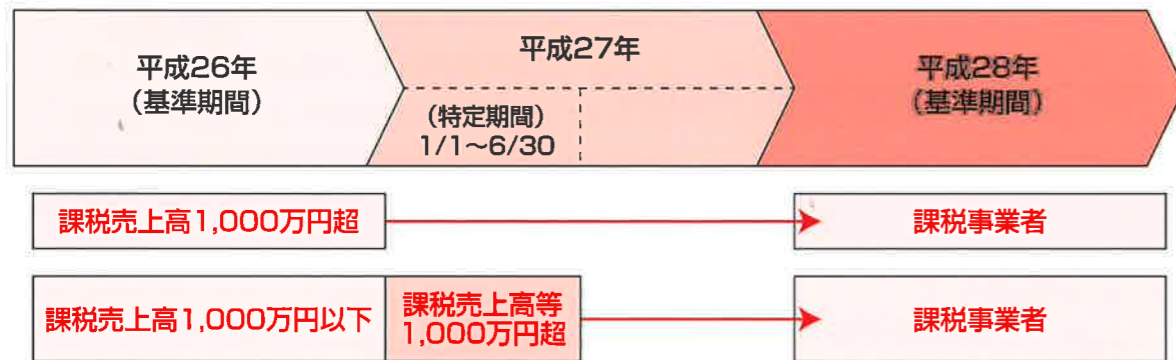 平成26年
（基準期間）
平成27年
（特定期間）
1/1～6/30
平成28年
（基準期間）
課税売上高1,000万円超
課税事業者
課税売上高1,000万円以下
課税売上高等
1,000万円超
課税事業者